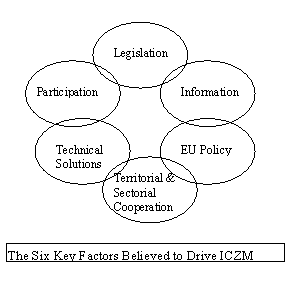 Legislation
Participation
Information
Technical
Solutions
EU Policy
Territorial &
Sectorial
Cooperation
The Six Key Factors Believed to Drive ICZM